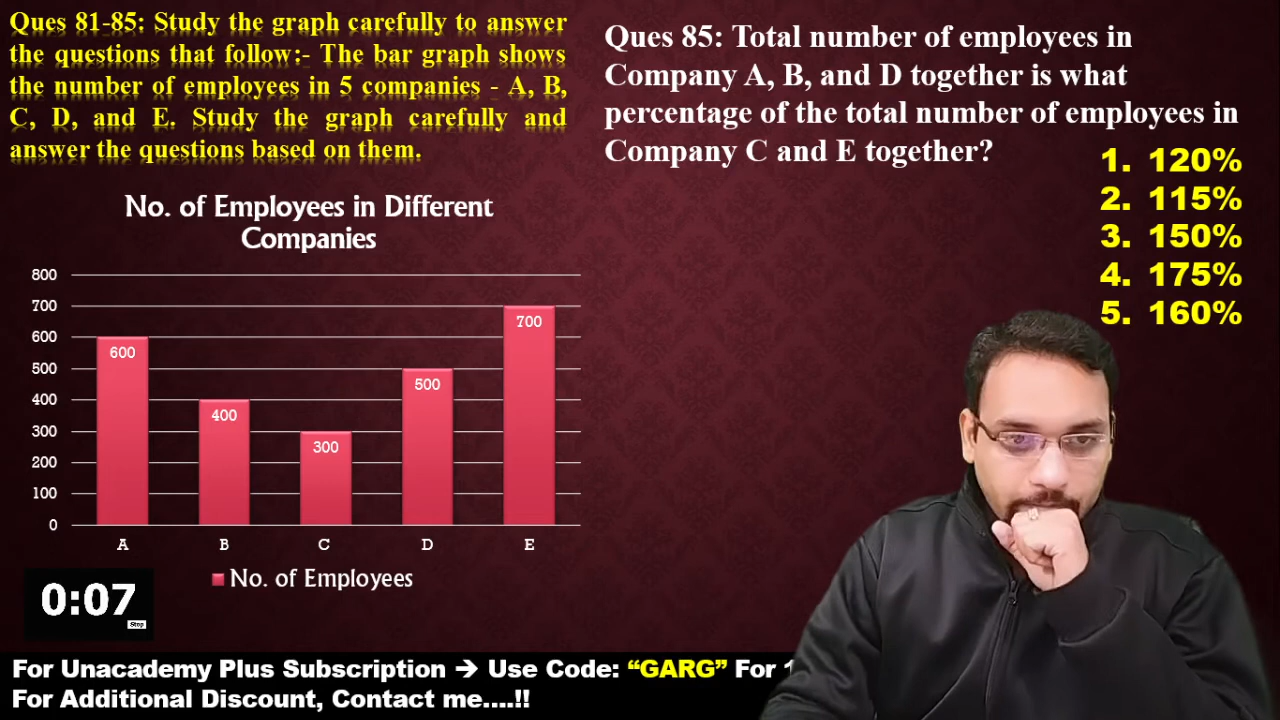 Ques 81-85: Study the graph carefully to answer
the questions that follow:- The bar graph shows
the number of employees in 5 companies - A, B,
C, D, and E. Study the graph carefully and
answer the questions based on them.
Ques 85: Total number of employees in
Company A, B, and D together is what
percentage of the total number of employees in
Company C and E together?
1. 120%
2. 115%
3. 150%
4. 175%
5. 160%
No. of Employees in Different
Companies
800
700
600
500
400
300
200
100
0
600
400
300
500
700
A B C D E
No. of Employees
0:07
Stop
For Unacademy Plus Subscription → Use Code: “GARG” For
For Additional Discount, Contact me....!!